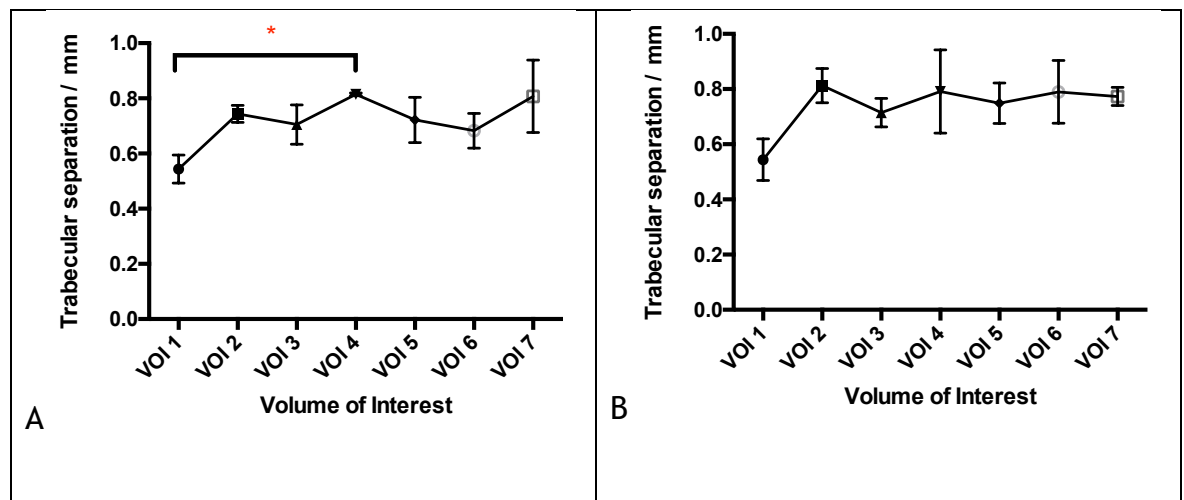 *
Trabecular separation / mm
1.0
0.8
0.6
0.4
0.2
0.0
VOI 1
VOI 2
VOI 3
VOI 4
VOI 5
VOI 6
VOI 7
Volume of Interest
A
Trabecular separation / mm
1.0
0.8
0.6
0.4
0.2
0.0
VOI 1
VOI 2
VOI 3
VOI 4
VOI 5
VOI 6
VOI 7
Volume of Interest
B